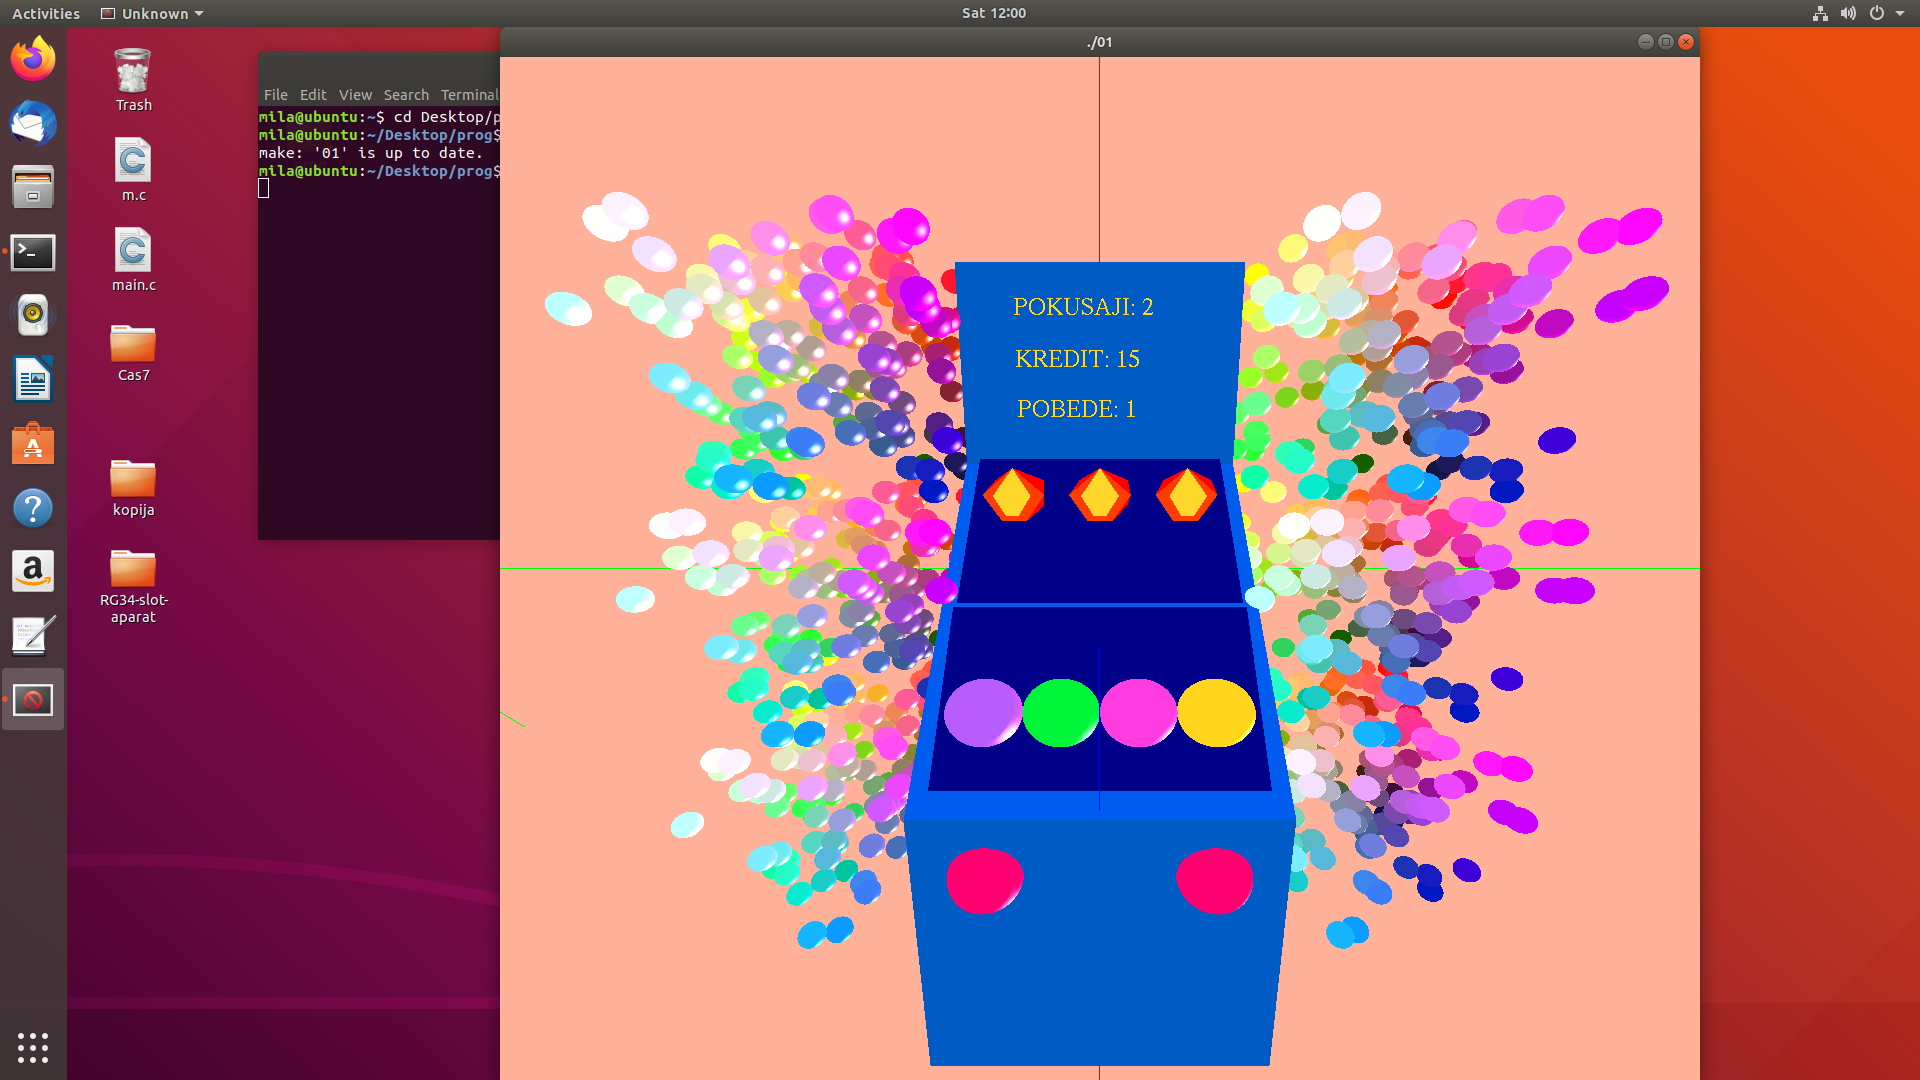 Activities
Unknown
Sat 12:00
./01
Trash
m.c
main.c
Cas7
kopija
RG34-slot-
aparat
File Edit View Search Terminal
mila@ubuntu:~$ cd Desktop/p
mila@ubuntu:~/Desktop/prog$
make: '01' is up to date.
mila@ubuntu:~/Desktop/prog$
POKUSAJI: 2
KREDIT: 15
POBEDE: 1